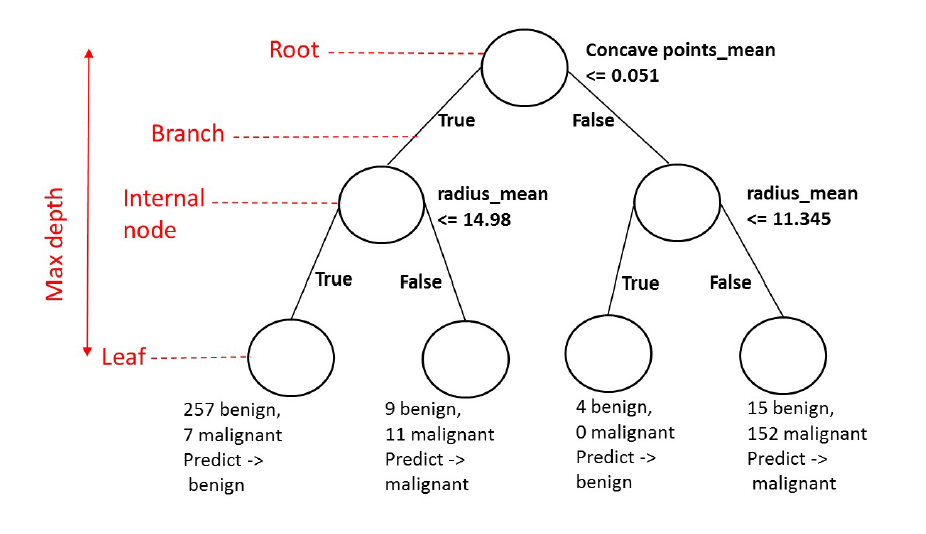 Root
Concave points_mean
<= 0.051
True
False
Branch
Max depth
Internal
node
radius_mean
<= 14.98
radius_mean
<= 11.345
True
False
True
False
Leaf
257 benign,
7 malignant
Predict ->
benign
9 benign,
11 malignant
Predict ->
malignant
4 benign,
0 malignant
Predict ->
benign
15 benign,
152 malignant
Predict ->
malignant